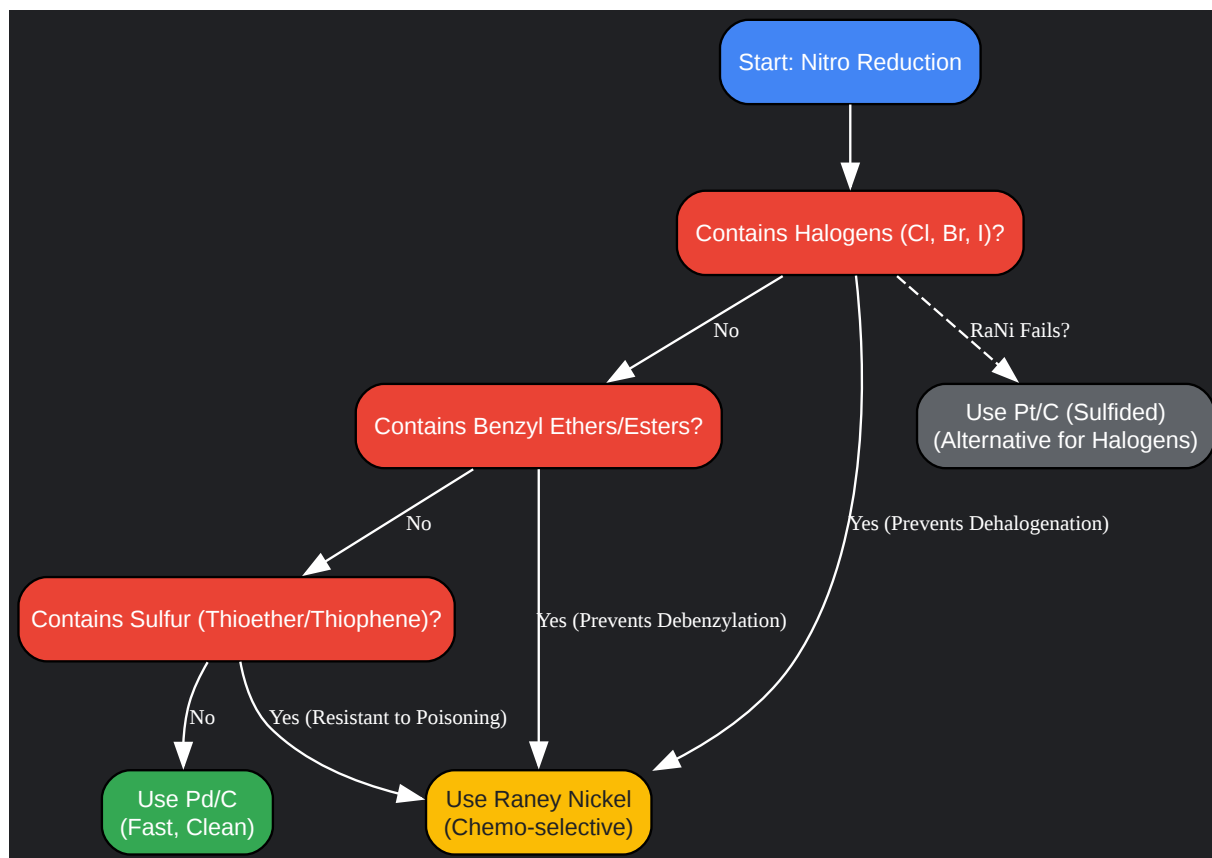 Start: Nitro Reduction
Contains Halogens (Cl, Br, I)?
No
RaNi Fails?
Contains Benzyl Ethers/Esters?
Use Pt/C (Sulfided)
(Alternative for Halogens)
No
Yes (Prevents Dehalogenation)
Contains Sulfur (Thioether/Thiophene)?
Yes (Prevents Debenzylation)
No
Yes (Resistant to Poisoning)
Use Pd/C
(Fast, Clean)
Use Raney Nickel
(Chemo-selective)